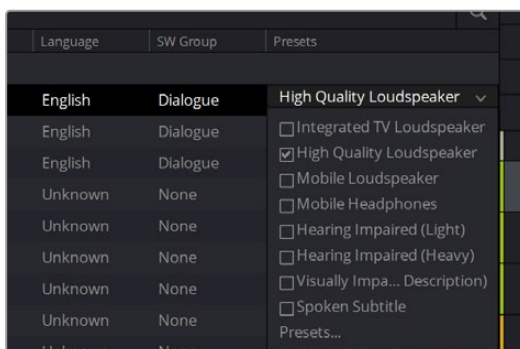 Language SW Group Presets
English Dialogue High Quality Loudspeaker
English Dialogue Integrated TV Loudspeaker
English Dialogue High Quality Loudspeaker
Unknown None Mobile Loudspeaker
Mobile Headphones
Unknown None Hearing Impaired (Light)
Unknown None Hearing Impaired (Heavy)
Unknown None Visually Impa... Description)
Unknown None Spoken Subtitle
Presets...